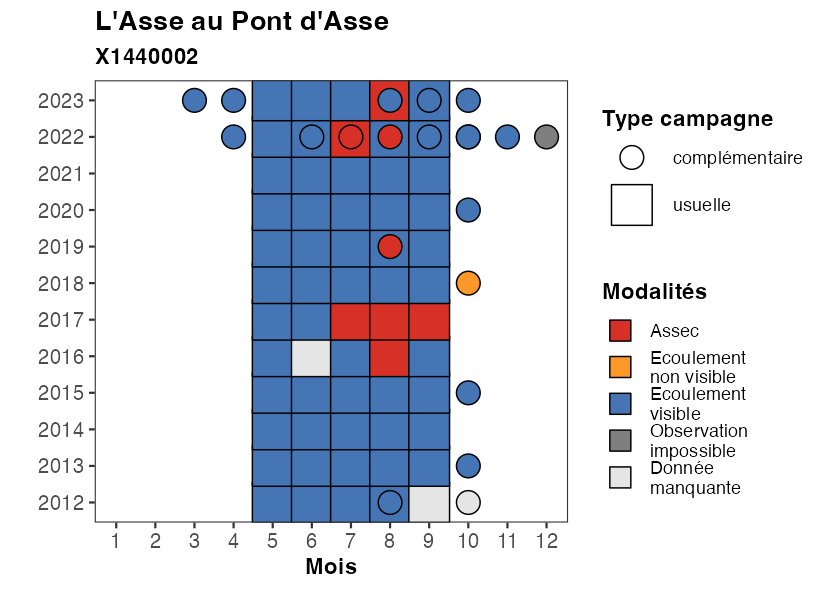 L'Asse au Pont d'Asse
X1440002
2023
2022
2021
2020
2019
2018
2017
2016
2015
2014
2013
2012
1 2 3 4 5 6 7 8 9 10 11 12
Mois
Type campagne
complémentaire
usuelle
Modalités
Assec
Ecoulement
non visible
Ecoulement
visible
Observation
impossible
Donnée
manquante